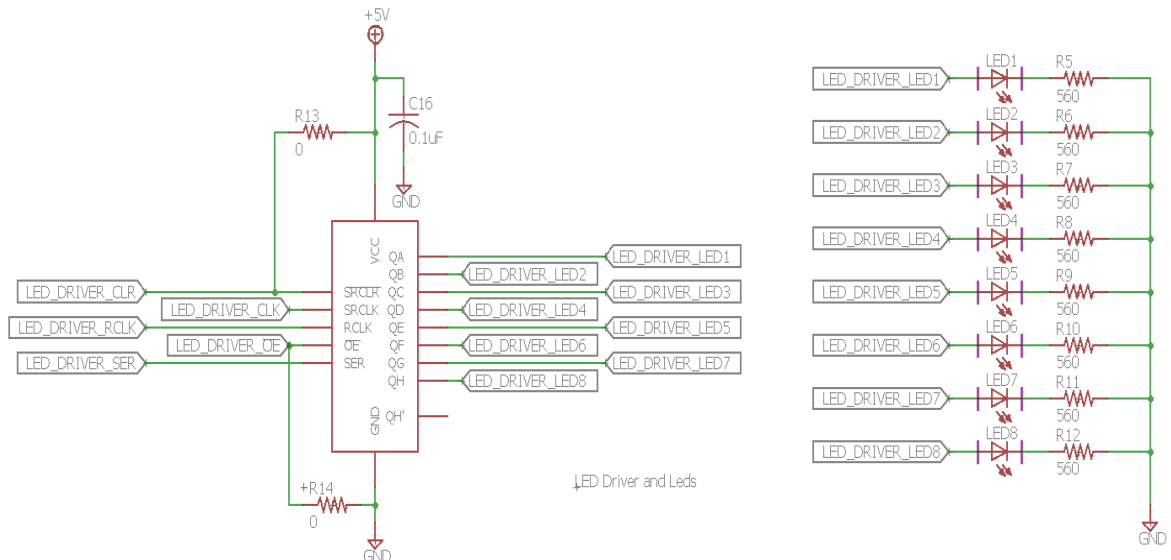 +5V
C16
0.1uF
R13
0
GND
VCC
QA
LED_DRIVER_LED1
QB
LED_DRIVER_LED2
LED_DRIVER_CLR
SRCLR
QC
LED_DRIVER_LED3
LED_DRIVER_CLK
SRCLK
QD
LED_DRIVER_LED4
LED_DRIVER_RCLK
RCLK
QE
LED_DRIVER_LED5
LED_DRIVER_OE
OE
QF
LED_DRIVER_LED6
LED_DRIVER_SER
SER
QG
LED_DRIVER_LED7
QH
LED_DRIVER_LED8
GND
QH'
R14
0
GND
LED Driver and Leds
LED_DRIVER_LED1
LED1
R5
560
LED_DRIVER_LED2
LED2
R6
560
LED_DRIVER_LED3
LED3
R7
560
LED_DRIVER_LED4
LED4
R8
560
LED_DRIVER_LED5
LED5
R9
560
LED_DRIVER_LED6
LED6
R10
560
LED_DRIVER_LED7
LED7
R11
560
LED_DRIVER_LED8
LED8
R12
560
GND